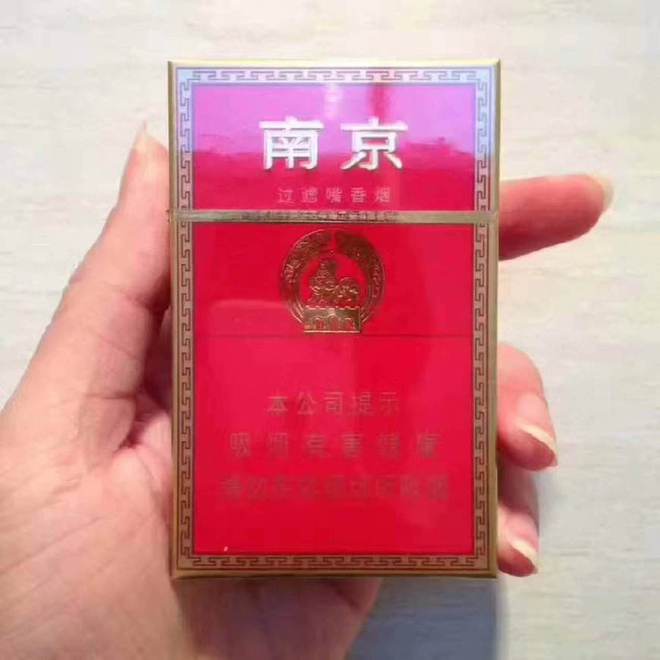 南京
过滤嘴香烟
本公司提示
吸烟有害健康
请勿在禁烟场所吸烟